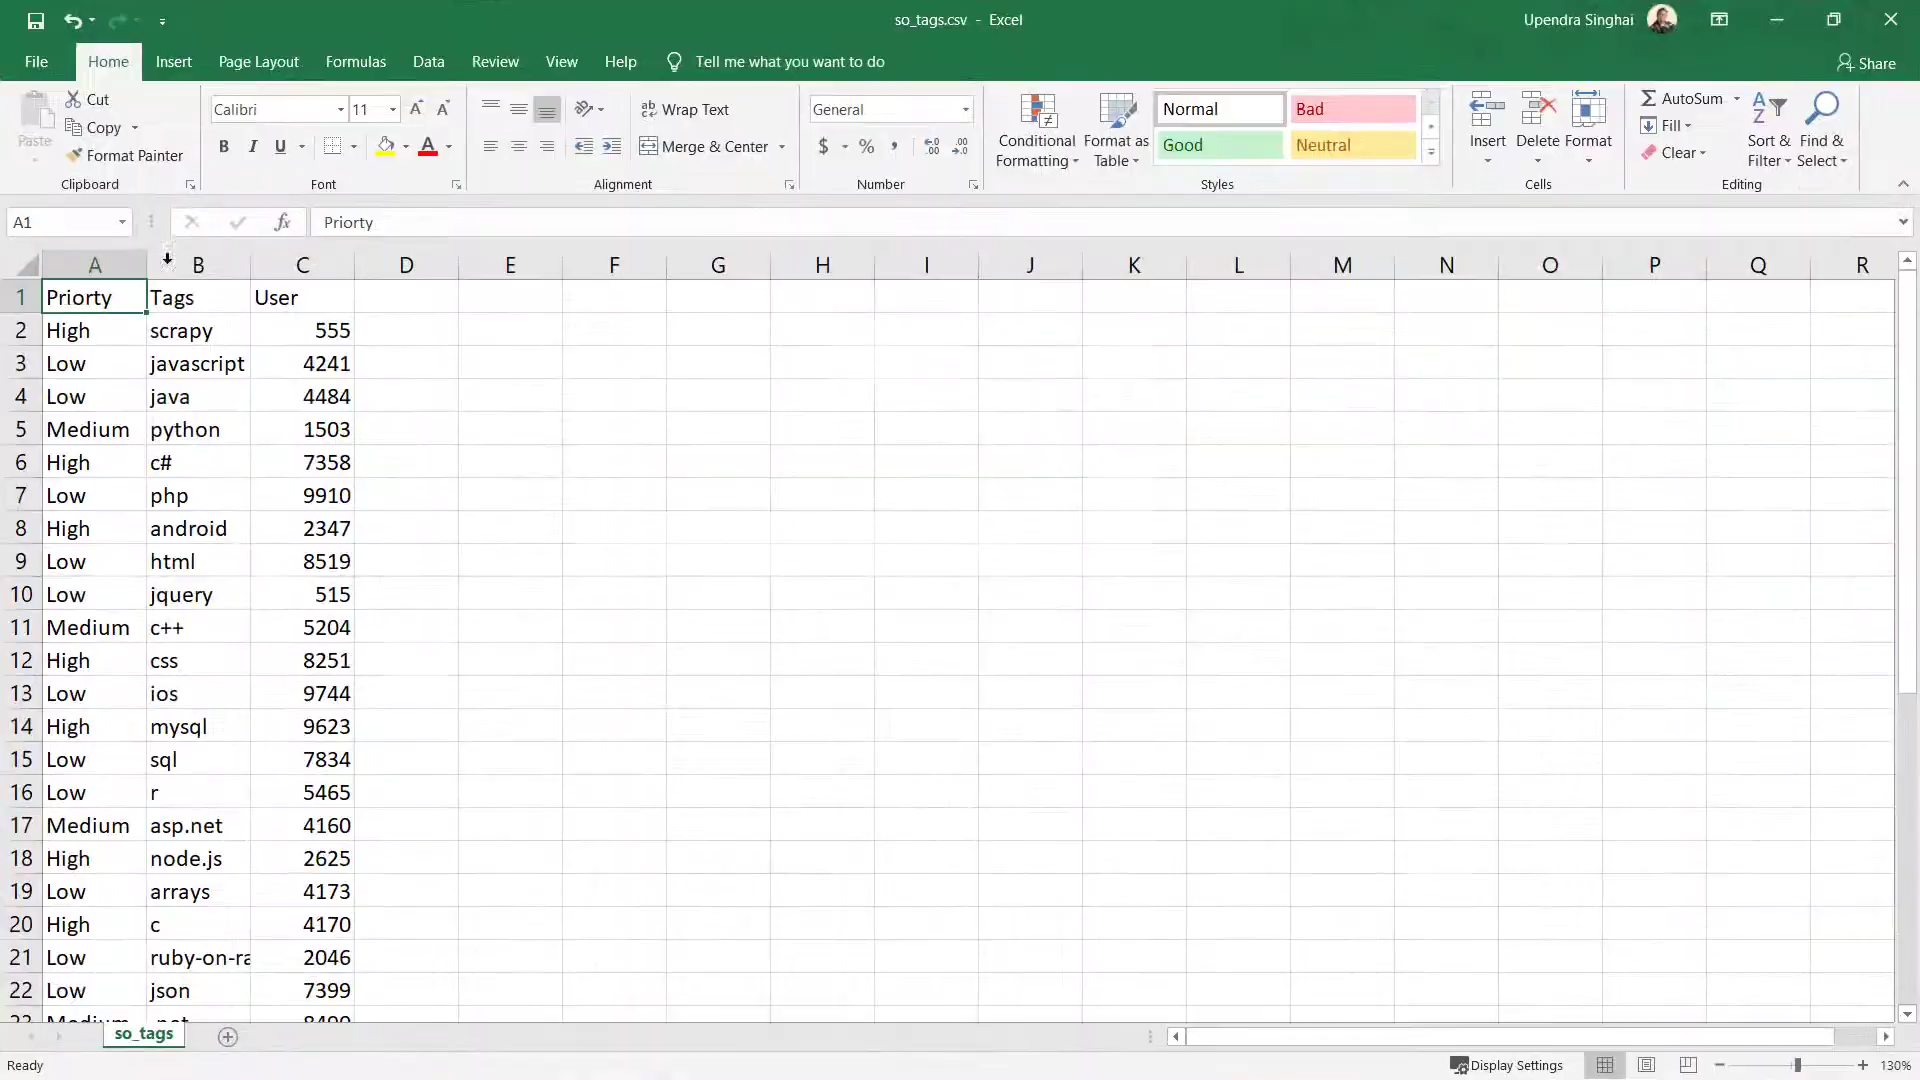 so_tags.csv - Excel
Upendra Singhai
File Home Insert Page Layout Formulas Data Review View Help Tell me what you want to do
Share
Paste
Cut
Copy
Format Painter
Clipboard
Calibri 11
B I U A
Font
Wrap Text
Merge & Center
Alignment
General
$ % ,
Number
Conditional Formatting
Format as Table
Normal Bad
Good Neutral
Styles
Insert Delete Format
Cells
AutoSum
Fill
Clear
Sort & Filter
Find & Select
Editing
A1 fx Priorty
A B C D E F G H I J K L M N O P Q R
1 Priorty Tags User
2 High scrapy 555
3 Low javascript 4241
4 Low java 4484
5 Medium python 1503
6 High c# 7358
7 Low php 9910
8 High android 2347
9 Low html 8519
10 Low jquery 515
11 Medium c++ 5204
12 High css 8251
13 Low ios 9744
14 High mysql 9623
15 Low sql 7834
16 Low r 5465
17 Medium asp.net 4160
18 High node.js 2625
19 Low arrays 4173
20 High c 4170
21 Low ruby-on-ra 2046
22 Low json 7399
23 Medium .net 8490
so_tags
Ready
Display Settings
130%